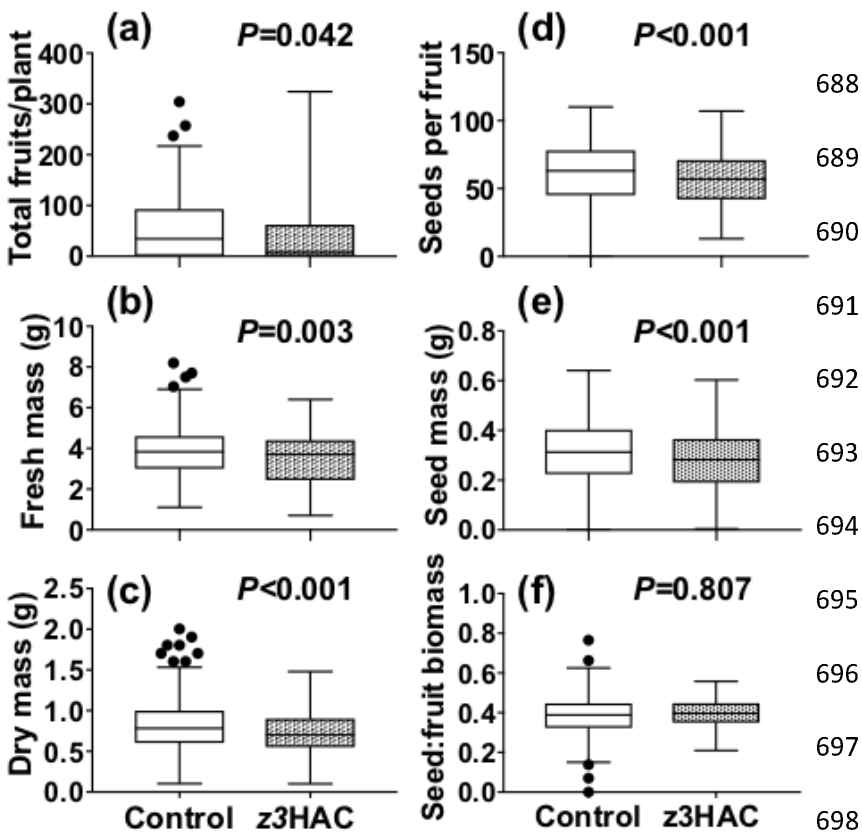 (a)
P=0.042
Total fruits/plant
400
300
200
100
0
(b)
P=0.003
Fresh mass (g)
10
8
6
4
2
0
(c)
P<0.001
Dry mass (g)
2.5
2.0
1.5
1.0
0.5
0.0
Control
z3HAC
(d)
P<0.001
Seeds per fruit
150
100
50
0
(e)
P<0.001
Seed mass (g)
0.8
0.6
0.4
0.2
0.0
(f)
P=0.807
Seed:fruit biomass
1.0
0.8
0.6
0.4
0.2
0.0
Control
z3HAC
688
689
690
691
692
693
694
695
696
697
698